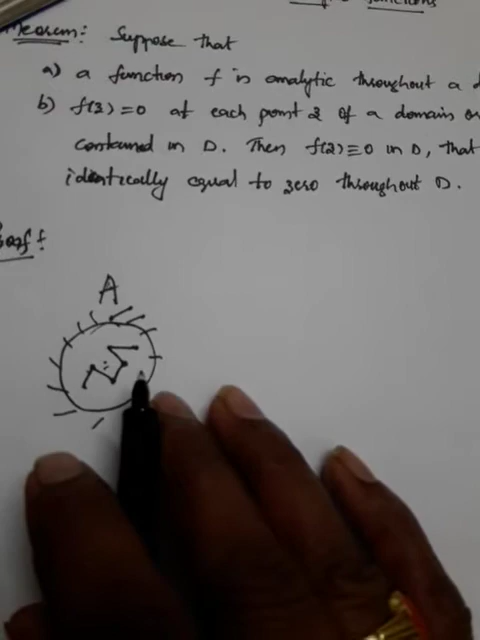 functions
Theorem: Suppose that
a) a function f is analytic throughout a
b) f(z)=0 at each point z of a domain or
contained in D. Then f(z)≡0 in D, that
identically equal to zero throughout D.
Proof:
A